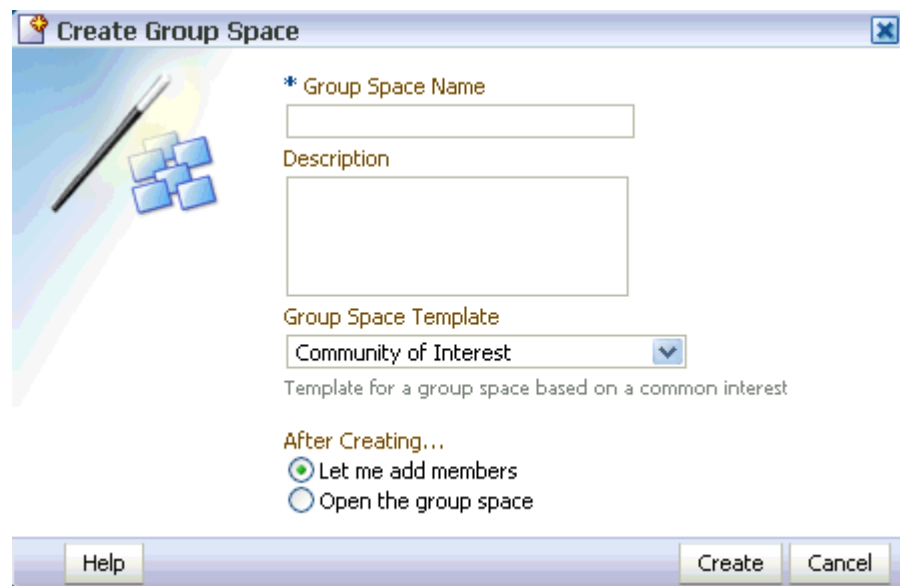 Create Group Space
* Group Space Name
Description
Group Space Template
Community of Interest
Template for a group space based on a common interest
After Creating...
Let me add members
Open the group space
Help Create Cancel